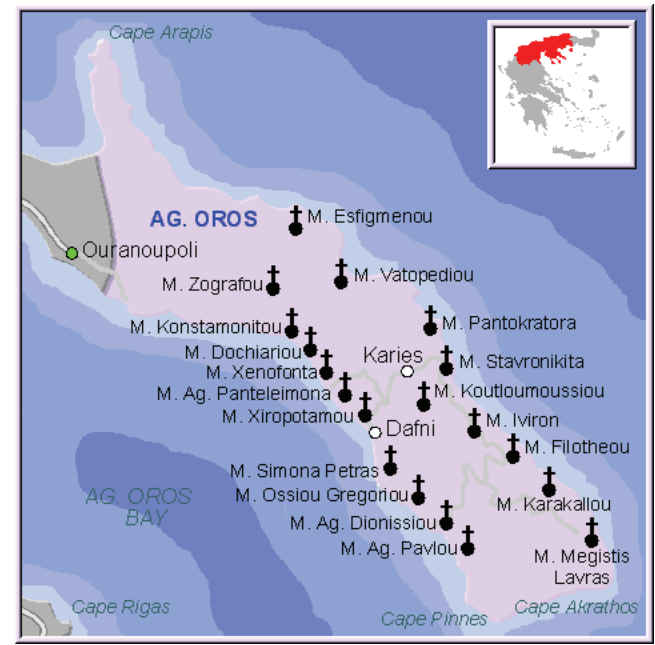 Cape Arapis
AG. OROS
M. Esfigmenou
Ouranoupoli
M. Zografou
M. Vatopediou
M. Konstamonitou
M. Pantokratora
M. Dochiariou
Karies
M. Stavronikita
M. Xenofonta
M. Ag. Panteleimona
M. Koutloumoussiou
M. Xiropotamou
M. Iviron
Dafni
M. Filotheou
M. Simona Petras
M. Ossiou Gregoriou
M. Karakallou
AG. OROS
BAY
M. Ag. Dionissiou
M. Ag. Pavlou
M. Megistis
Lavras
Cape Rigas
Cape Pinnes
Cape Akrathos